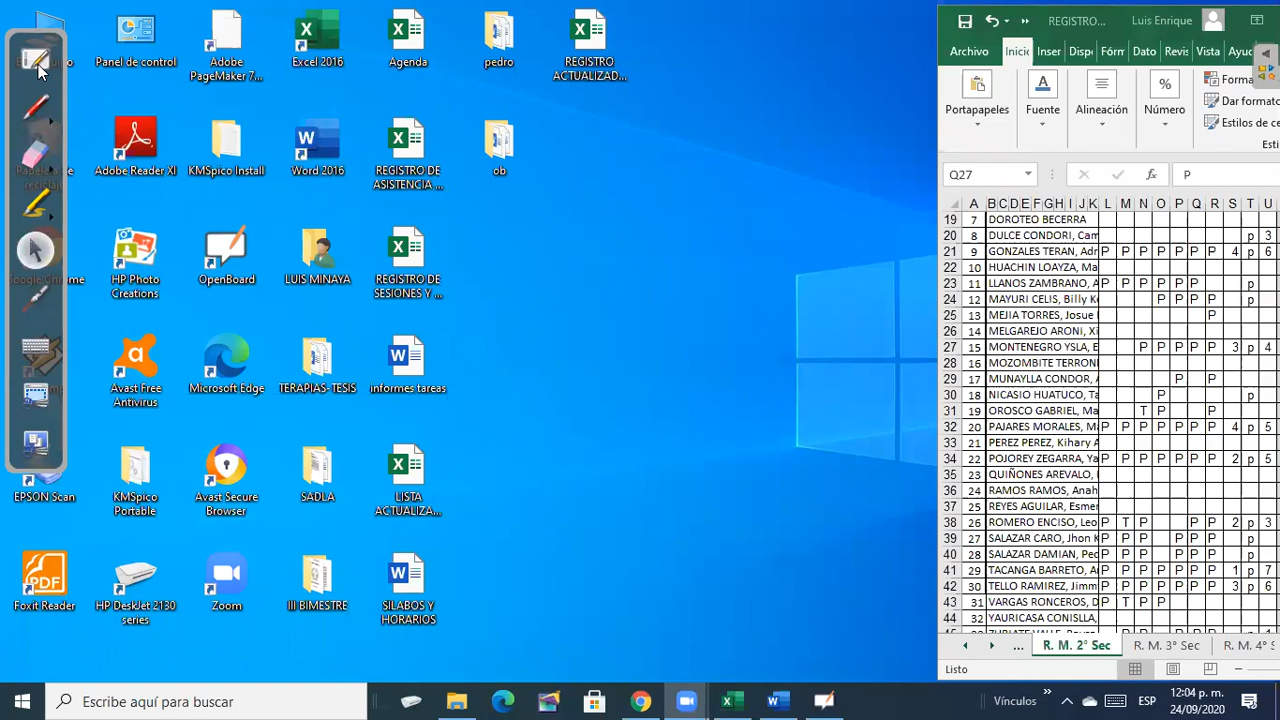 Panel de control
Adobe
PageMaker 7...
Excel 2016
Agenda
pedro
REGISTRO
ACTUALIZAD...
Adobe Reader XI
KMSpico Install
Word 2016
REGISTRO DE
ASISTENCIA ...
ob
HP Photo
Creations
OpenBoard
LUIS MINAYA
REGISTRO DE
SESIONES Y ...
Avast Free
Antivirus
Microsoft Edge
TERAPIAS- TESIS
informes tareas
EPSON Scan
KMSpico
Portable
Avast Secure
Browser
SADLA
LISTA
ACTUALIZA...
Foxit Reader
HP DeskJet 2130
series
Zoom
III BIMESTRE
SILABOS Y
HORARIOS
REGISTRO... Luis Enrique
Archivo Inic Inser Disp Fórr Dato Revis Vista Ayuc
Portapapeles Fuente Alineación Número
Forma
Dar formato
Estilos de ce
Esti
Q27 fx P
A B C D E F G H I J K L M N O P Q R S T U
19 7 DOROTEO BECERRA
20 8 DULCE CONDORI, Cam p 3
21 9 GONZALES TERAN, Adr P P P P P P P 4 p 6
22 10 HUACHIN LOAYZA, Ma
23 11 LLANOS ZAMBRANO, A P P P P P P p
24 12 MAYURI CELIS, Billy Ke P P P P p
25 13 MEJIA TORRES, Josue P
26 14 MELGAREJO ARONI, Xi
27 15 MONTENEGRO YSLA, E P P P P P 3 p 4
28 16 MOZOMBITE TERRONI
29 17 MUNAYLLA CONDOR, A P P
30 18 NICASIO HUATUCO, Ta P p
31 19 OROSCO GABRIEL, Ma T P P
32 20 PAJARES MORALES, M P P P P P P P 4 p 5
33 21 PEREZ PEREZ, Kihary A
34 22 POJOREY ZEGARRA, Ya P P P P P P P 2 p 5
35 23 QUIÑONES AREVALO, I
36 24 RAMOS RAMOS, Anah
37 25 REYES AGUILAR, Esmer
38 26 ROMERO ENCISO, Leo P T P P P 2 p 3
39 27 SALAZAR CARO, Jhon K P P P P P P p
40 28 SALAZAR DAMIAN, Pec P P P P P P p
41 29 TACANGA BARRETO, A P P P P P P P 1 p 7
42 30 TELLO RAMIREZ, Jimm P P P P P P P 3 p 6
43 31 VARGAS RONCEROS, D P T P P
44 32 YAURICASA CONISLLA,
... R. M. 2° Sec R. M. 3° Sec R. M. 4° S
Listo
Escribe aquí para buscar
Vínculos ESP 12:04 p. m.
24/09/2020